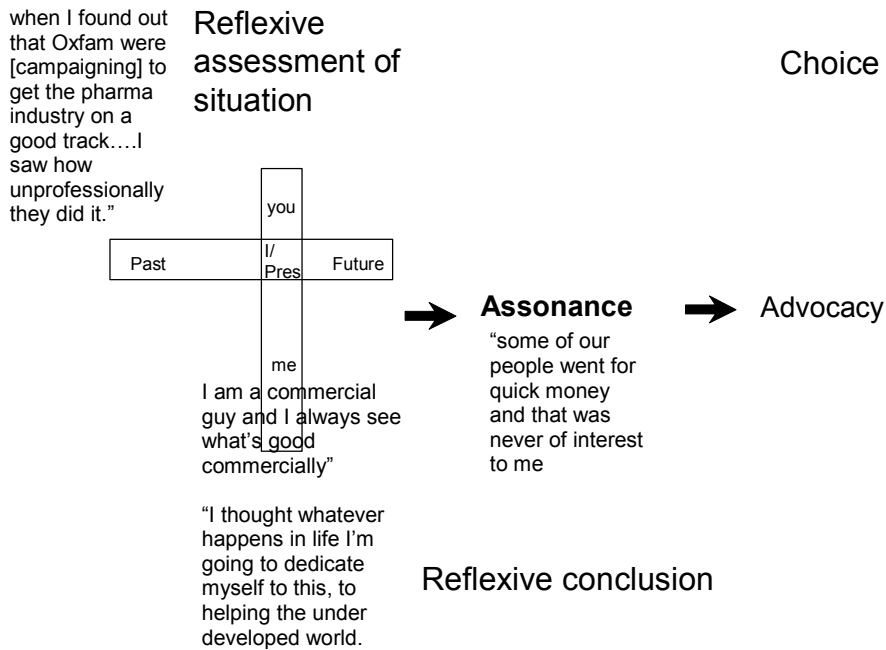 when I found out
that Oxfam were
[campaigning] to
get the pharma
industry on a
good track….I
saw how
unprofessionally
they did it.”
Reflexive
assessment of
situation
Choice
you
Past
I/
Pres
Future
me
I am a commercial
guy and I always see
what’s good
commercially”
“I thought whatever
happens in life I’m
going to dedicate
myself to this, to
helping the under
developed world.
Assonance
“some of our
people went for
quick money
and that was
never of interest
to me
Advocacy
Reflexive conclusion